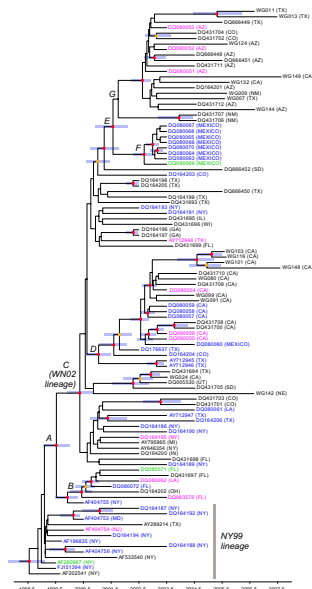 WG011 (TX)
WG013 (TX)
DQ666449 (TX)
DQ080053 (AZ)
DQ431704 (CO)
DQ431702 (CO)
WG124 (AZ)
DQ080052 (AZ)
DQ666448 (AZ)
DQ666451 (AZ)
DQ431711 (AZ)
DQ080051 (AZ)
WG149 (CA
WG132 (CA)
DQ164201 (AZ)
WG009 (NM)
WG007 (TX)
DQ431712 (AZ)
WG144 (AZ)
G
DQ431707 (NM)
DQ431706 (NM)
E
DQ080067 (MEXICO)
DQ080068 (MEXICO)
DQ080065 (MEXICO)
DQ080066 (MEXICO)
F
DQ080070 (MEXICO)
DQ080064 (MEXICO)
DQ080063 (MEXICO)
DQ080069 (MEXICO)
DQ666452 (SD)
DQ164203 (CO)
DQ164198 (TX)
DQ164205 (TX)
DQ666450 (TX)
DQ164199 (TX)
DQ431693 (TX)
DQ164193 (NY)
DQ164191 (NY)
DQ431695 (IL)
DQ431696 (WI)
DQ164196 (GA)
DQ164197 (GA)
AY712948 (TX)
DQ431699 (FL)
WG103 (CA)
WG116 (CA)
WG101 (CA)
WG148 (CA
DQ431710 (CA)
WG080 (CA)
DQ431709 (CA)
DQ080054 (CA)
WG099 (CA)
WG091 (CA)
DQ080059 (CA)
DQ080058 (CA)
DQ080057 (CA)
DQ431708 (CA)
DQ431700 (CA)
DQ080056 (CA)
DQ080055 (CA)
DQ080060 (MEXICO)
D
DQ176637 (TX)
DQ164204 (CO)
AY712945 (TX)
AY712946 (TX)
C
(WN02
lineage)
DQ431694 (TX)
WG024 (CA)
DQ005530 (UT)
DQ431705 (SD)
WG142 (NE)
DQ431703 (CO)
DQ431701 (CO)
DQ080061 (LA)
AY712947 (TX)
DQ164206 (TX)
DQ164186 (NY)
DQ164190 (NY)
A
DQ164195 (NY)
AY795965 (MI)
AY646354 (NY)
DQ164200 (IN)
DQ431698 (FL)
DQ164189 (NY)
DQ080071 (FL)
DQ431697 (FL)
DQ080062 (LA)
B
DQ080072 (FL)
DQ164202 (OH)
DQ983578 (FL)
AF404755 (NY)
DQ164187 (NY)
DQ164192 (NY)
AF404753 (MD)
AY289214 (TX)
AF404754 (NJ)
DQ164194 (NY)
NY99
lineage
AF196835 (NY)
DQ164188 (NY)
AF404756 (NY)
AF533540 (NY)
AF260967 (NY)
FJ151394 (NY)
AF202541 (NY)